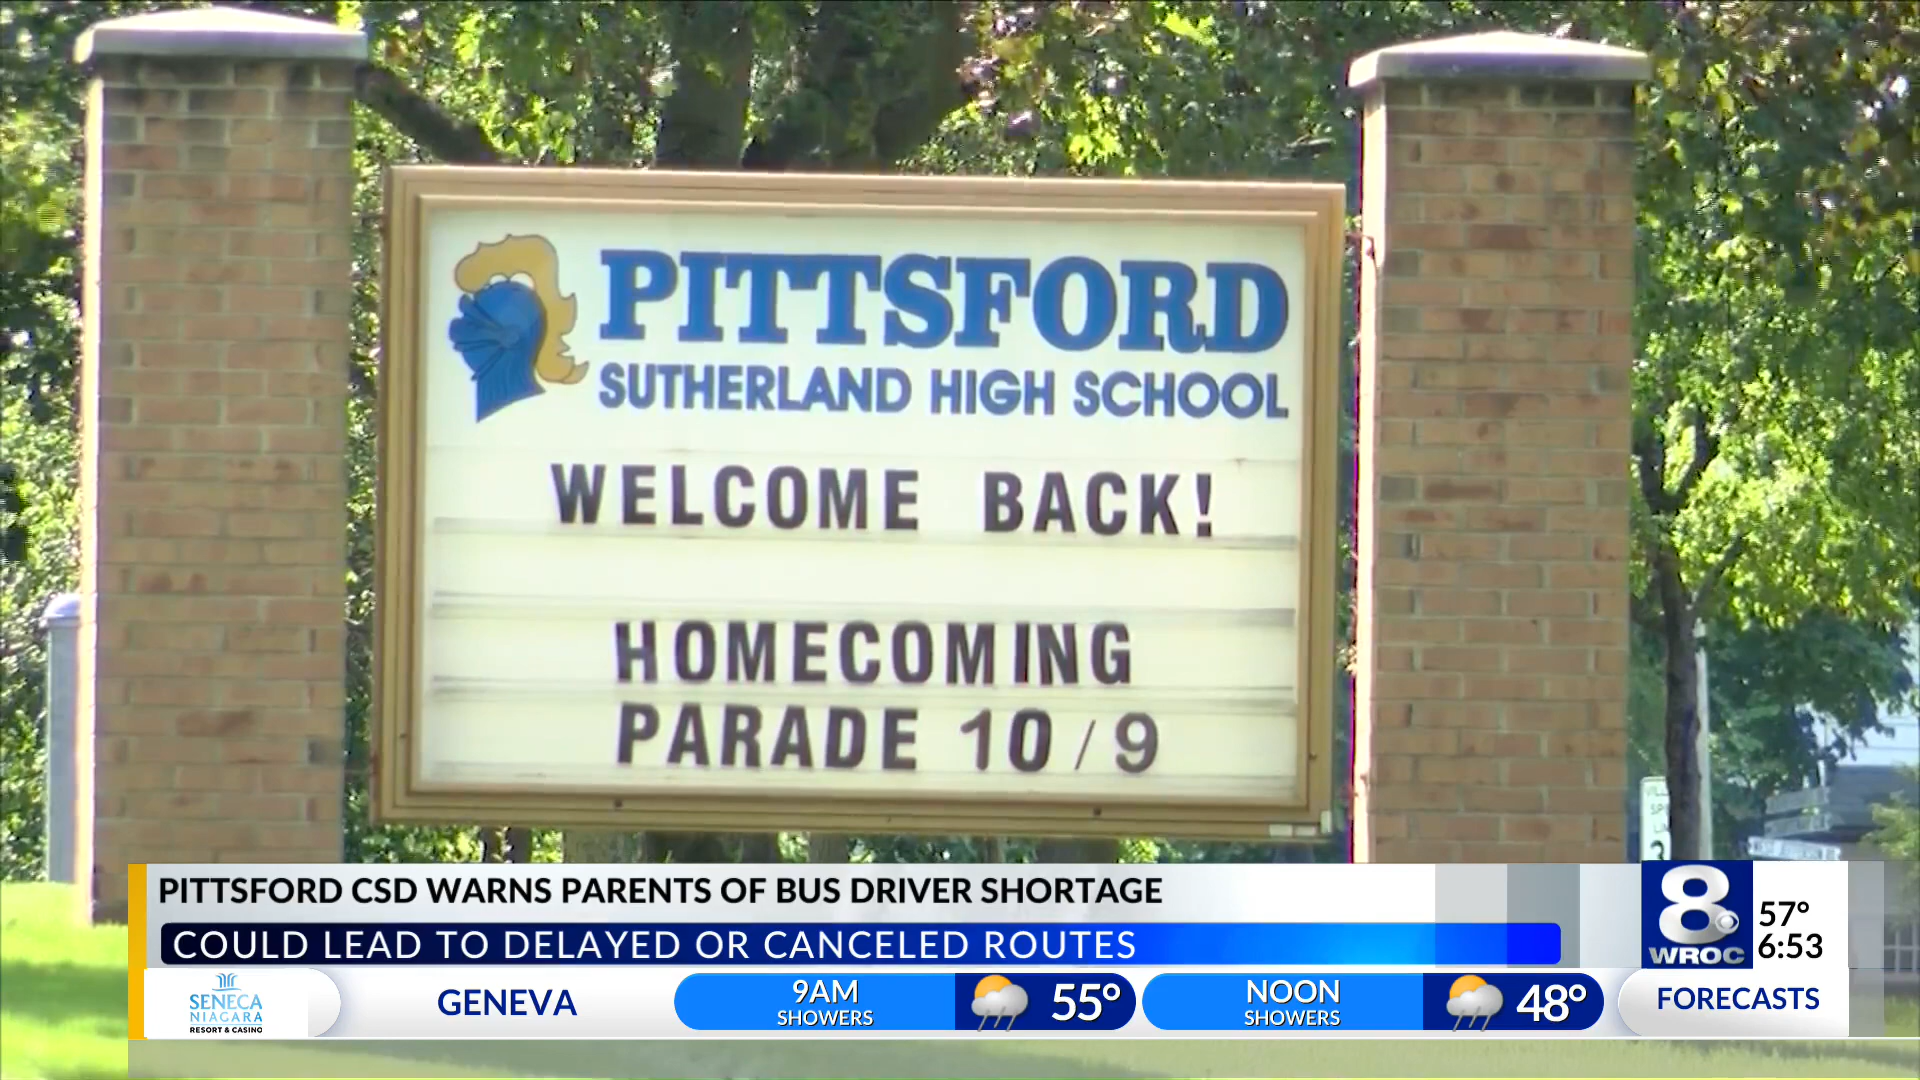 PITTSFORD
SUTHERLAND HIGH SCHOOL
WELCOME BACK!
HOMECOMING
PARADE 10/9
PITTSFORD CSD WARNS PARENTS OF BUS DRIVER SHORTAGE
COULD LEAD TO DELAYED OR CANCELED ROUTES
8
WROC
57°
6:53
SENECA
NIAGARA
RESORT & CASINO
GENEVA
9AM
SHOWERS
55°
NOON
SHOWERS
48°
FORECASTS